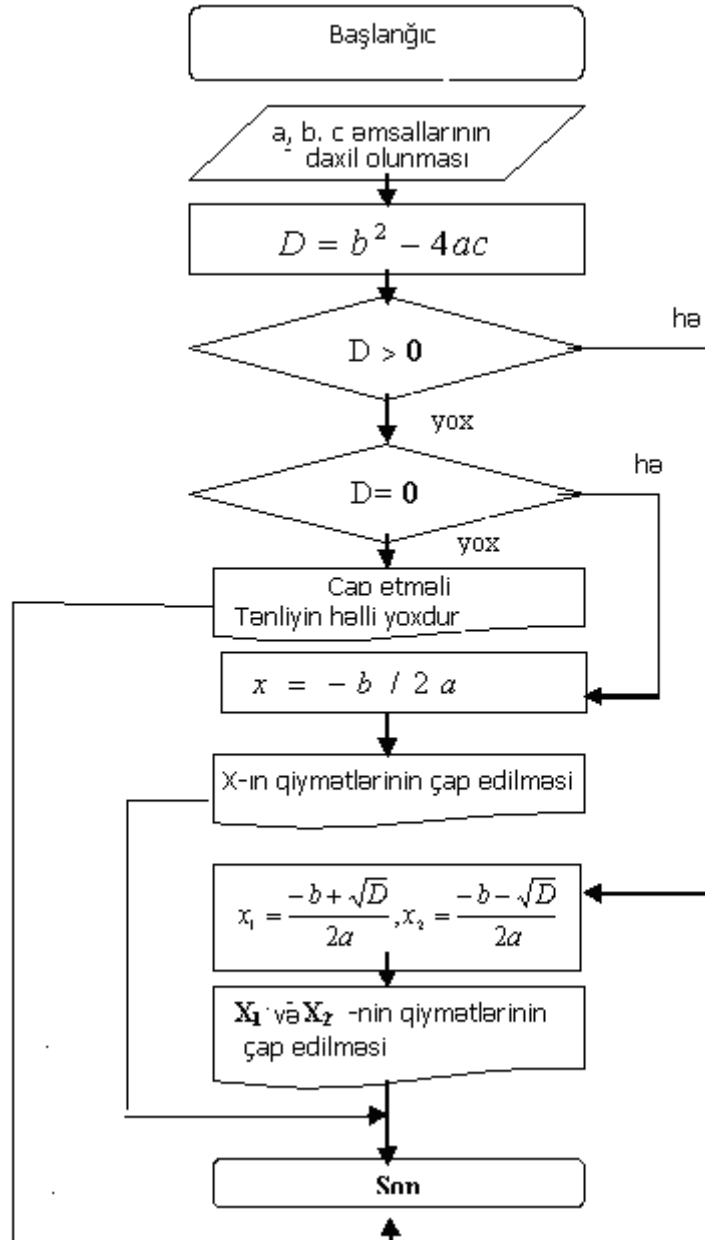 Başlanğıc
a, b. c əmsallarının
daxil olunması
D = b² − 4ac
hə
D > 0
yox
hə
D= 0
yox
Cap etməli
Tənliyin həlli yoxdur
x = − b / 2 a
X-ın qiymətlərinin çap edilməsi
x₁ = (−b + √D)/2a, x₂ = (−b − √D)/2a
X₁ və X₂ -nin qiymətlərinin
çap edilməsi
Son